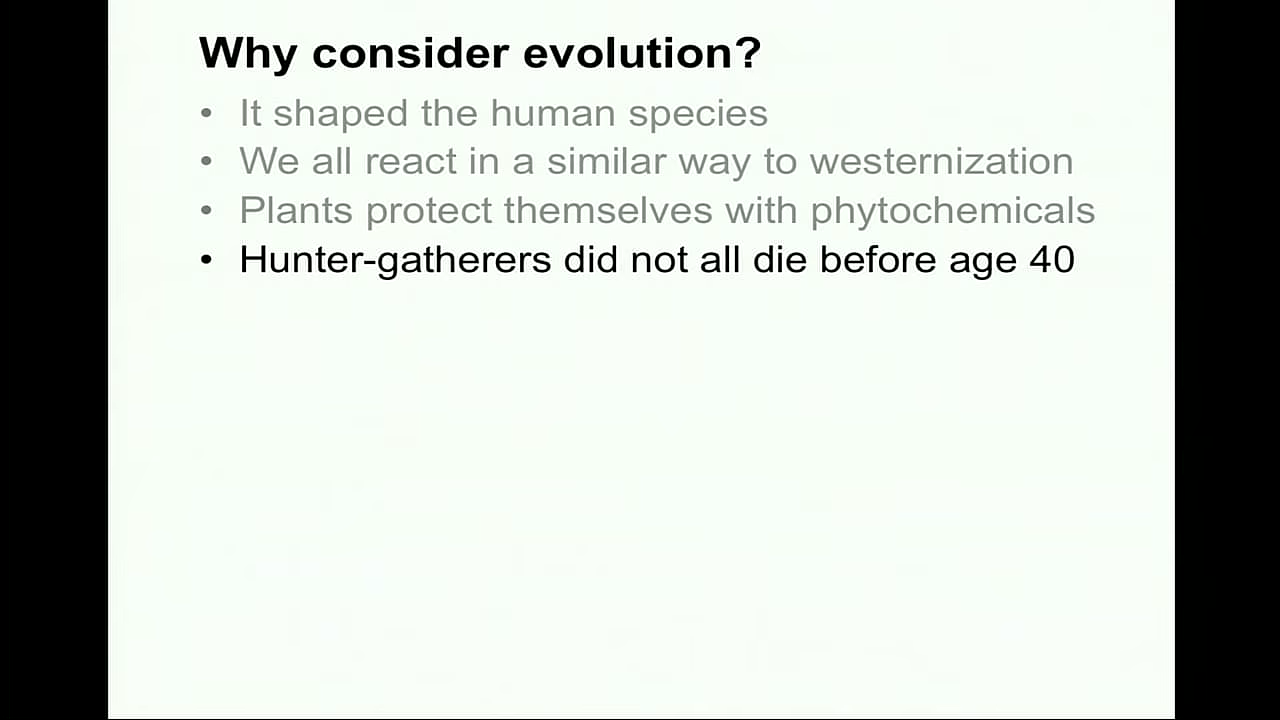 Why consider evolution?
• It shaped the human species
• We all react in a similar way to westernization
• Plants protect themselves with phytochemicals
• Hunter-gatherers did not all die before age 40